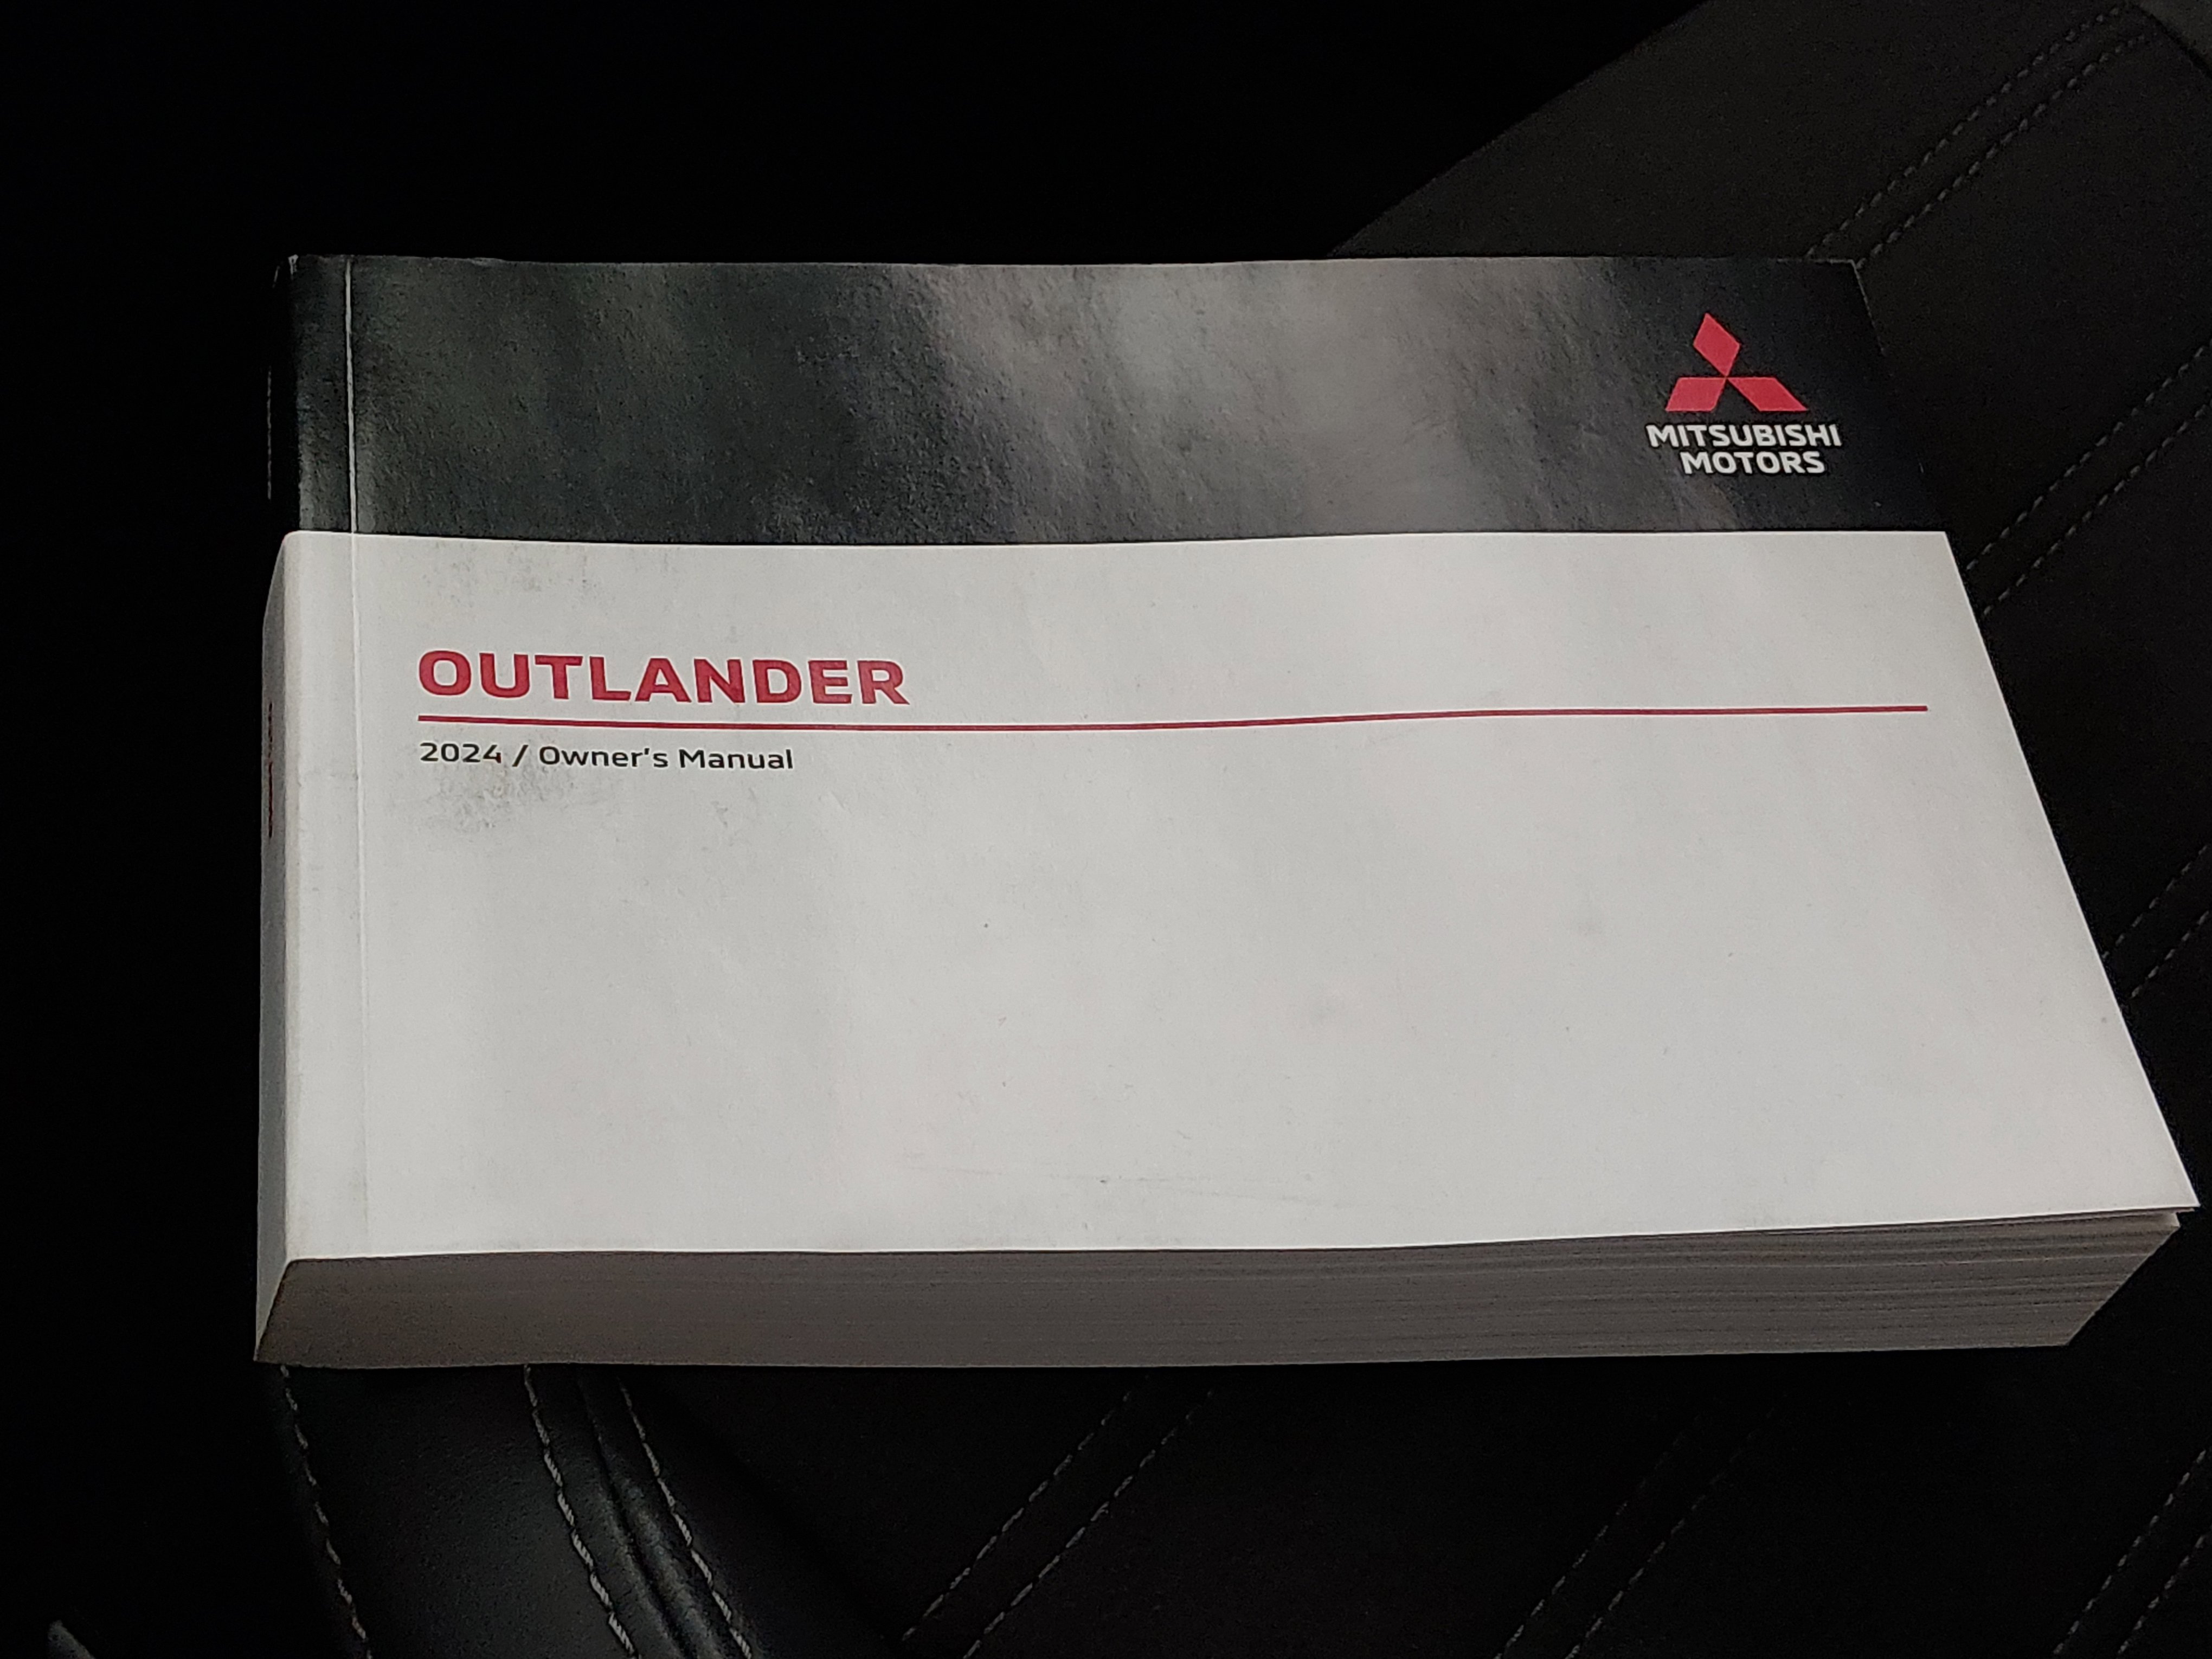 MITSUBISHI
MOTORS
OUTLANDER
2024 / Owner's Manual